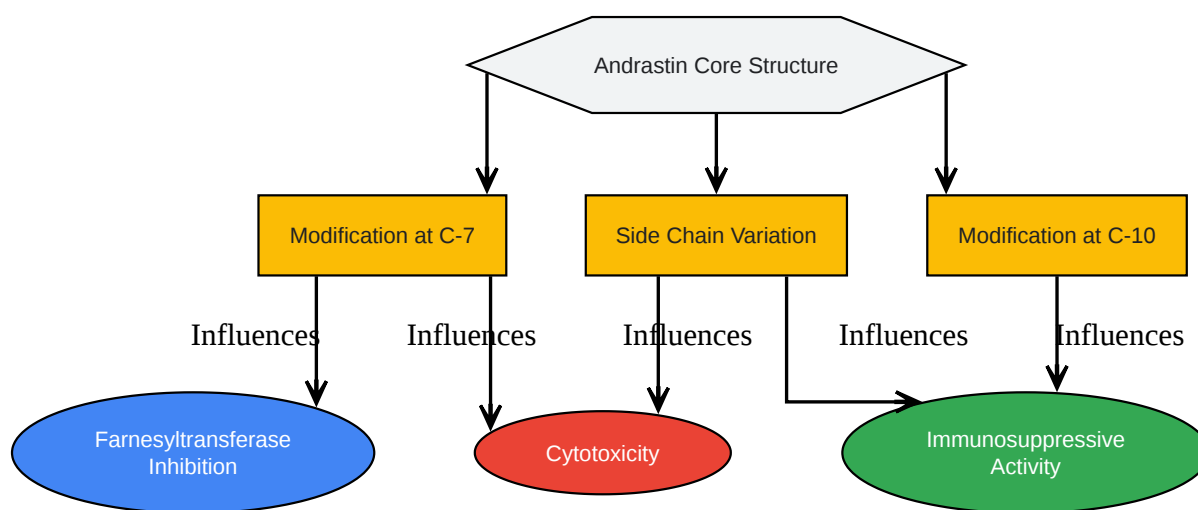 Andrastin Core Structure
Modification at C-7
Side Chain Variation
Modification at C-10
Influences
Influences
Influences
Influences
Influences
Farnesyltransferase
Inhibition
Cytotoxicity
Immunosuppressive
Activity